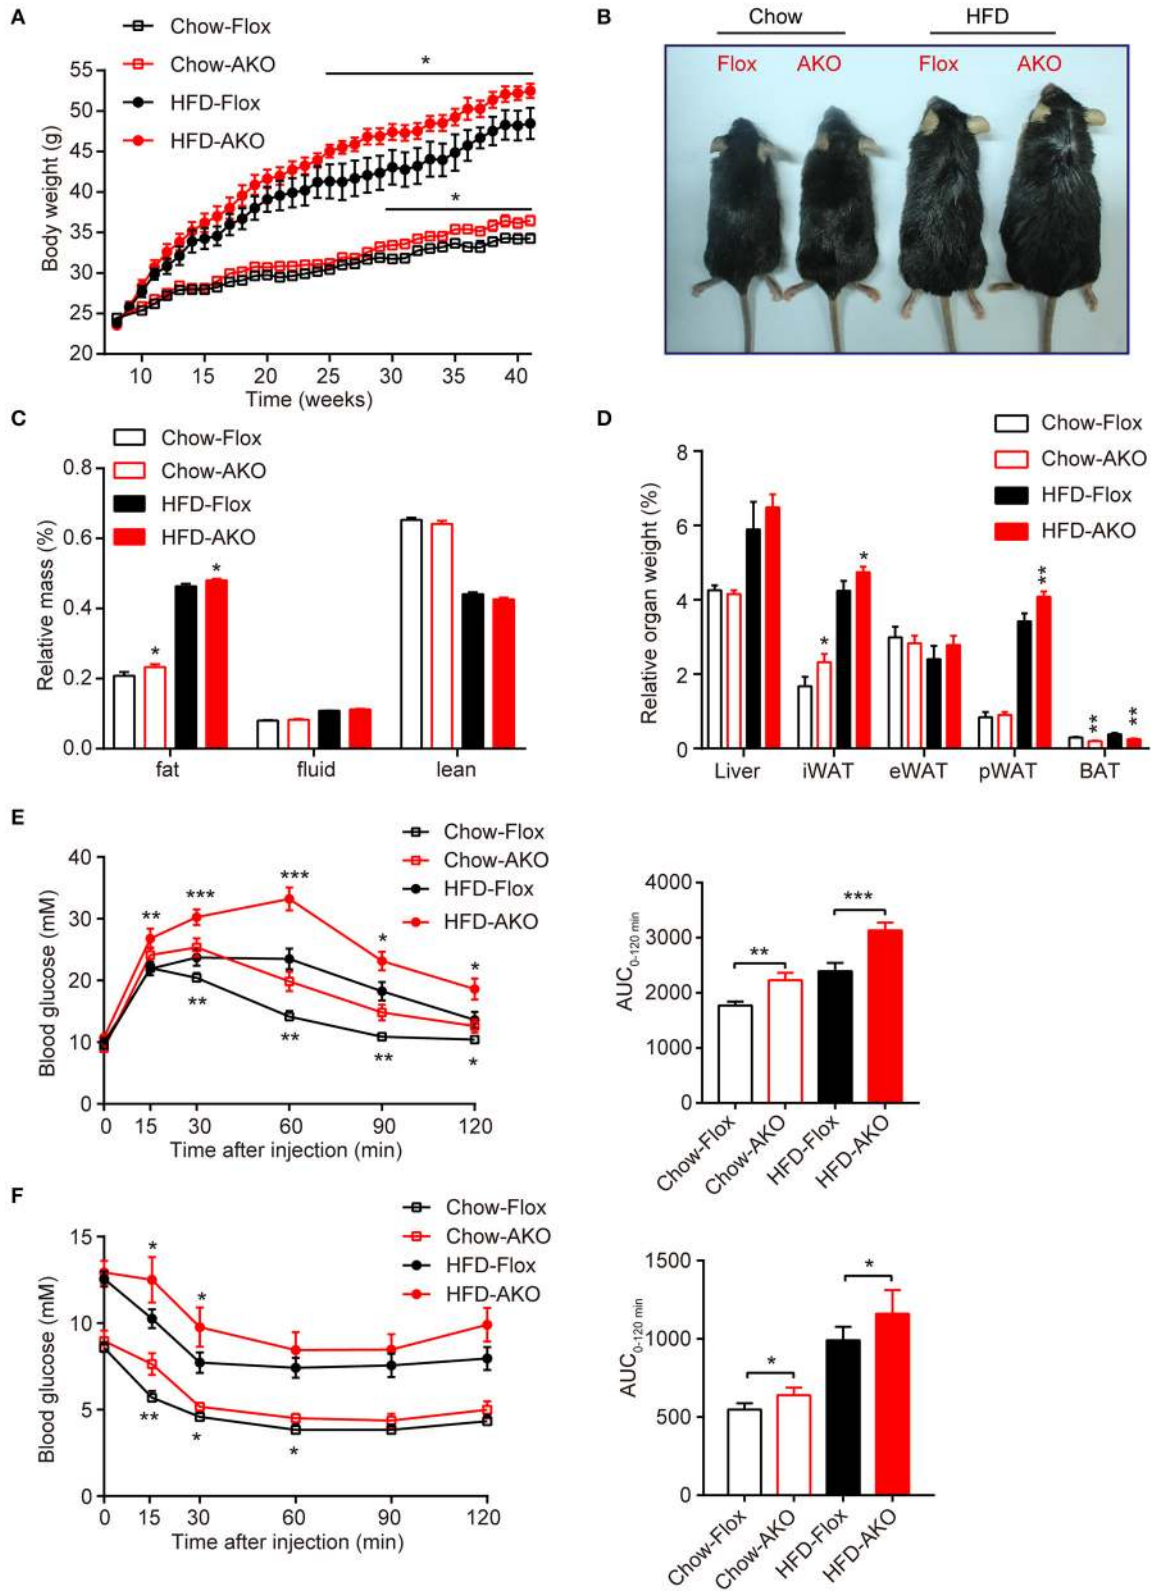 A
Chow-Flox
Chow-AKO
HFD-Flox
HFD-AKO
*
*
Body weight (g)
55
50
45
40
35
30
25
20
10 15 20 25 30 35 40
Time (weeks)
B
Chow HFD
Flox AKO Flox AKO
C
Chow-Flox
Chow-AKO
HFD-Flox
HFD-AKO
Relative mass (%)
0.8
0.6
0.4
0.2
0.0
* *
fat fluid lean
D
Chow-Flox
Chow-AKO
HFD-Flox
HFD-AKO
Relative organ weight (%)
8
6
4
2
0
* * ** ** **
Liver iWAT eWAT pWAT BAT
E
Chow-Flox
Chow-AKO
HFD-Flox
HFD-AKO
Blood glucose (mM)
40
30
20
10
0
** *** *** * *
** ** ** *
0 15 30 60 90 120
Time after injection (min)
AUC0-120 min
4000
3000
2000
1000
0
** ***
Chow-Flox
Chow-AKO
HFD-Flox
HFD-AKO
F
Chow-Flox
Chow-AKO
HFD-Flox
HFD-AKO
Blood glucose (mM)
15
10
5
0
* *
** * *
0 15 30 60 90 120
Time after injection (min)
AUC0-120 min
1500
1000
500
0
* *
Chow-Flox
Chow-AKO
HFD-Flox
HFD-AKO